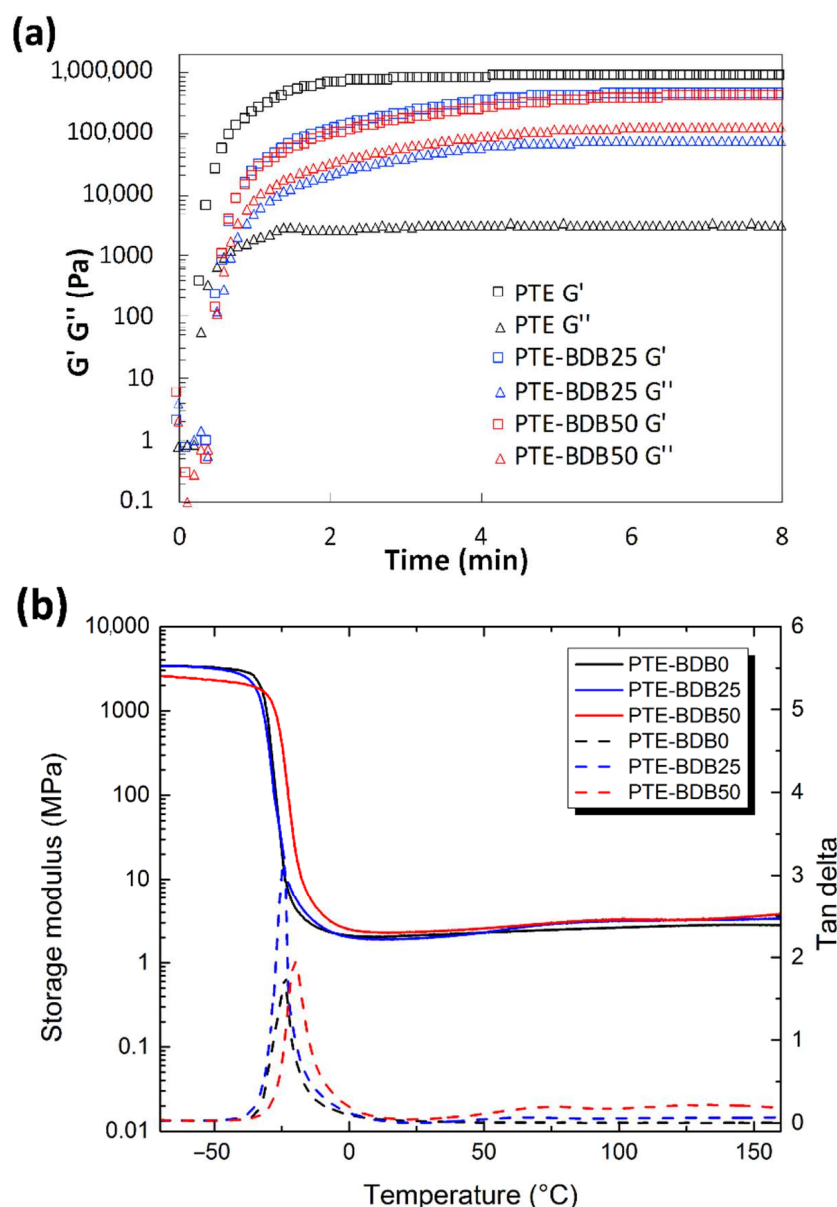 (a)
1,000,000
100,000
10,000
1000
100
10
1
0.1
G' G'' (Pa)
PTE G'
PTE G''
PTE-BDB25 G'
PTE-BDB25 G''
PTE-BDB50 G'
PTE-BDB50 G''
0 2 4 6 8
Time (min)
(b)
10,000
1000
100
10
1
0.1
0.01
Storage modulus (MPa)
PTE-BDB0
PTE-BDB25
PTE-BDB50
PTE-BDB0
PTE-BDB25
PTE-BDB50
6
5
4
3
2
1
0
Tan delta
−50 0 50 100 150
Temperature (°C)